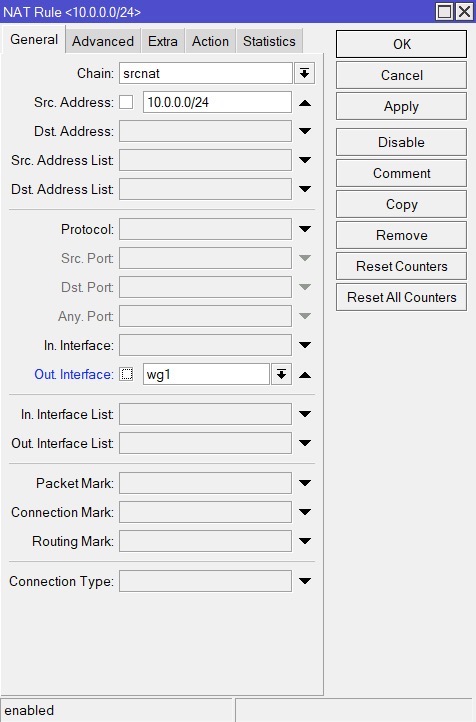 NAT Rule <10.0.0.0/24>
General Advanced Extra Action Statistics
Chain: srcnat
Src. Address: 10.0.0.0/24
Dst. Address:
Src. Address List:
Dst. Address List:
Protocol:
Src. Port:
Dst. Port:
Any. Port:
In. Interface:
Out. Interface: wg1
In. Interface List:
Out. Interface List:
Packet Mark:
Connection Mark:
Routing Mark:
Connection Type:
OK
Cancel
Apply
Disable
Comment
Copy
Remove
Reset Counters
Reset All Counters
enabled